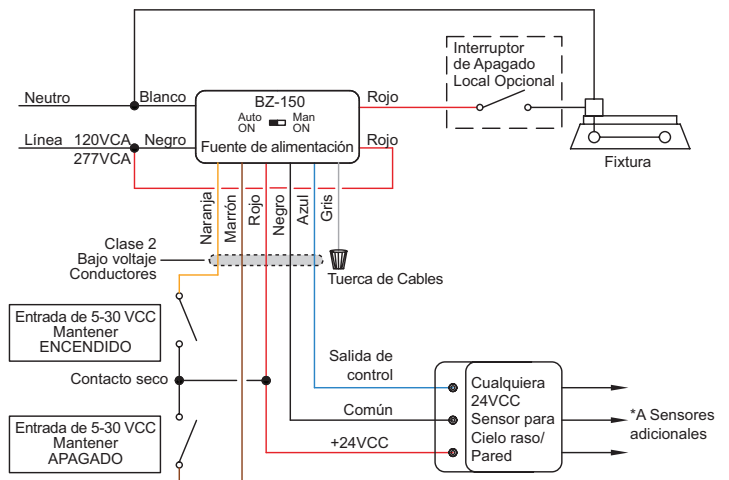 Interruptor
de Apagado
Local Opcional
Neutro
Blanco
BZ-150
Rojo
Auto
ON
Man
ON
Línea
120VCA
277VCA
Negro
Fuente de alimentación
Rojo
Fixtura
Naranja
Marrón
Rojo
Negro
Azul
Gris
Clase 2
Bajo voltaje
Conductores
Tuerca de Cables
Entrada de 5-30 VCC
Mantener
ENCENDIDO
Contacto seco
Entrada de 5-30 VCC
Mantener
APAGADO
Salida de
control
Común
+24VCC
Cualquiera
24VCC
Sensor para
Cielo raso/
Pared
*A Sensores
adicionales